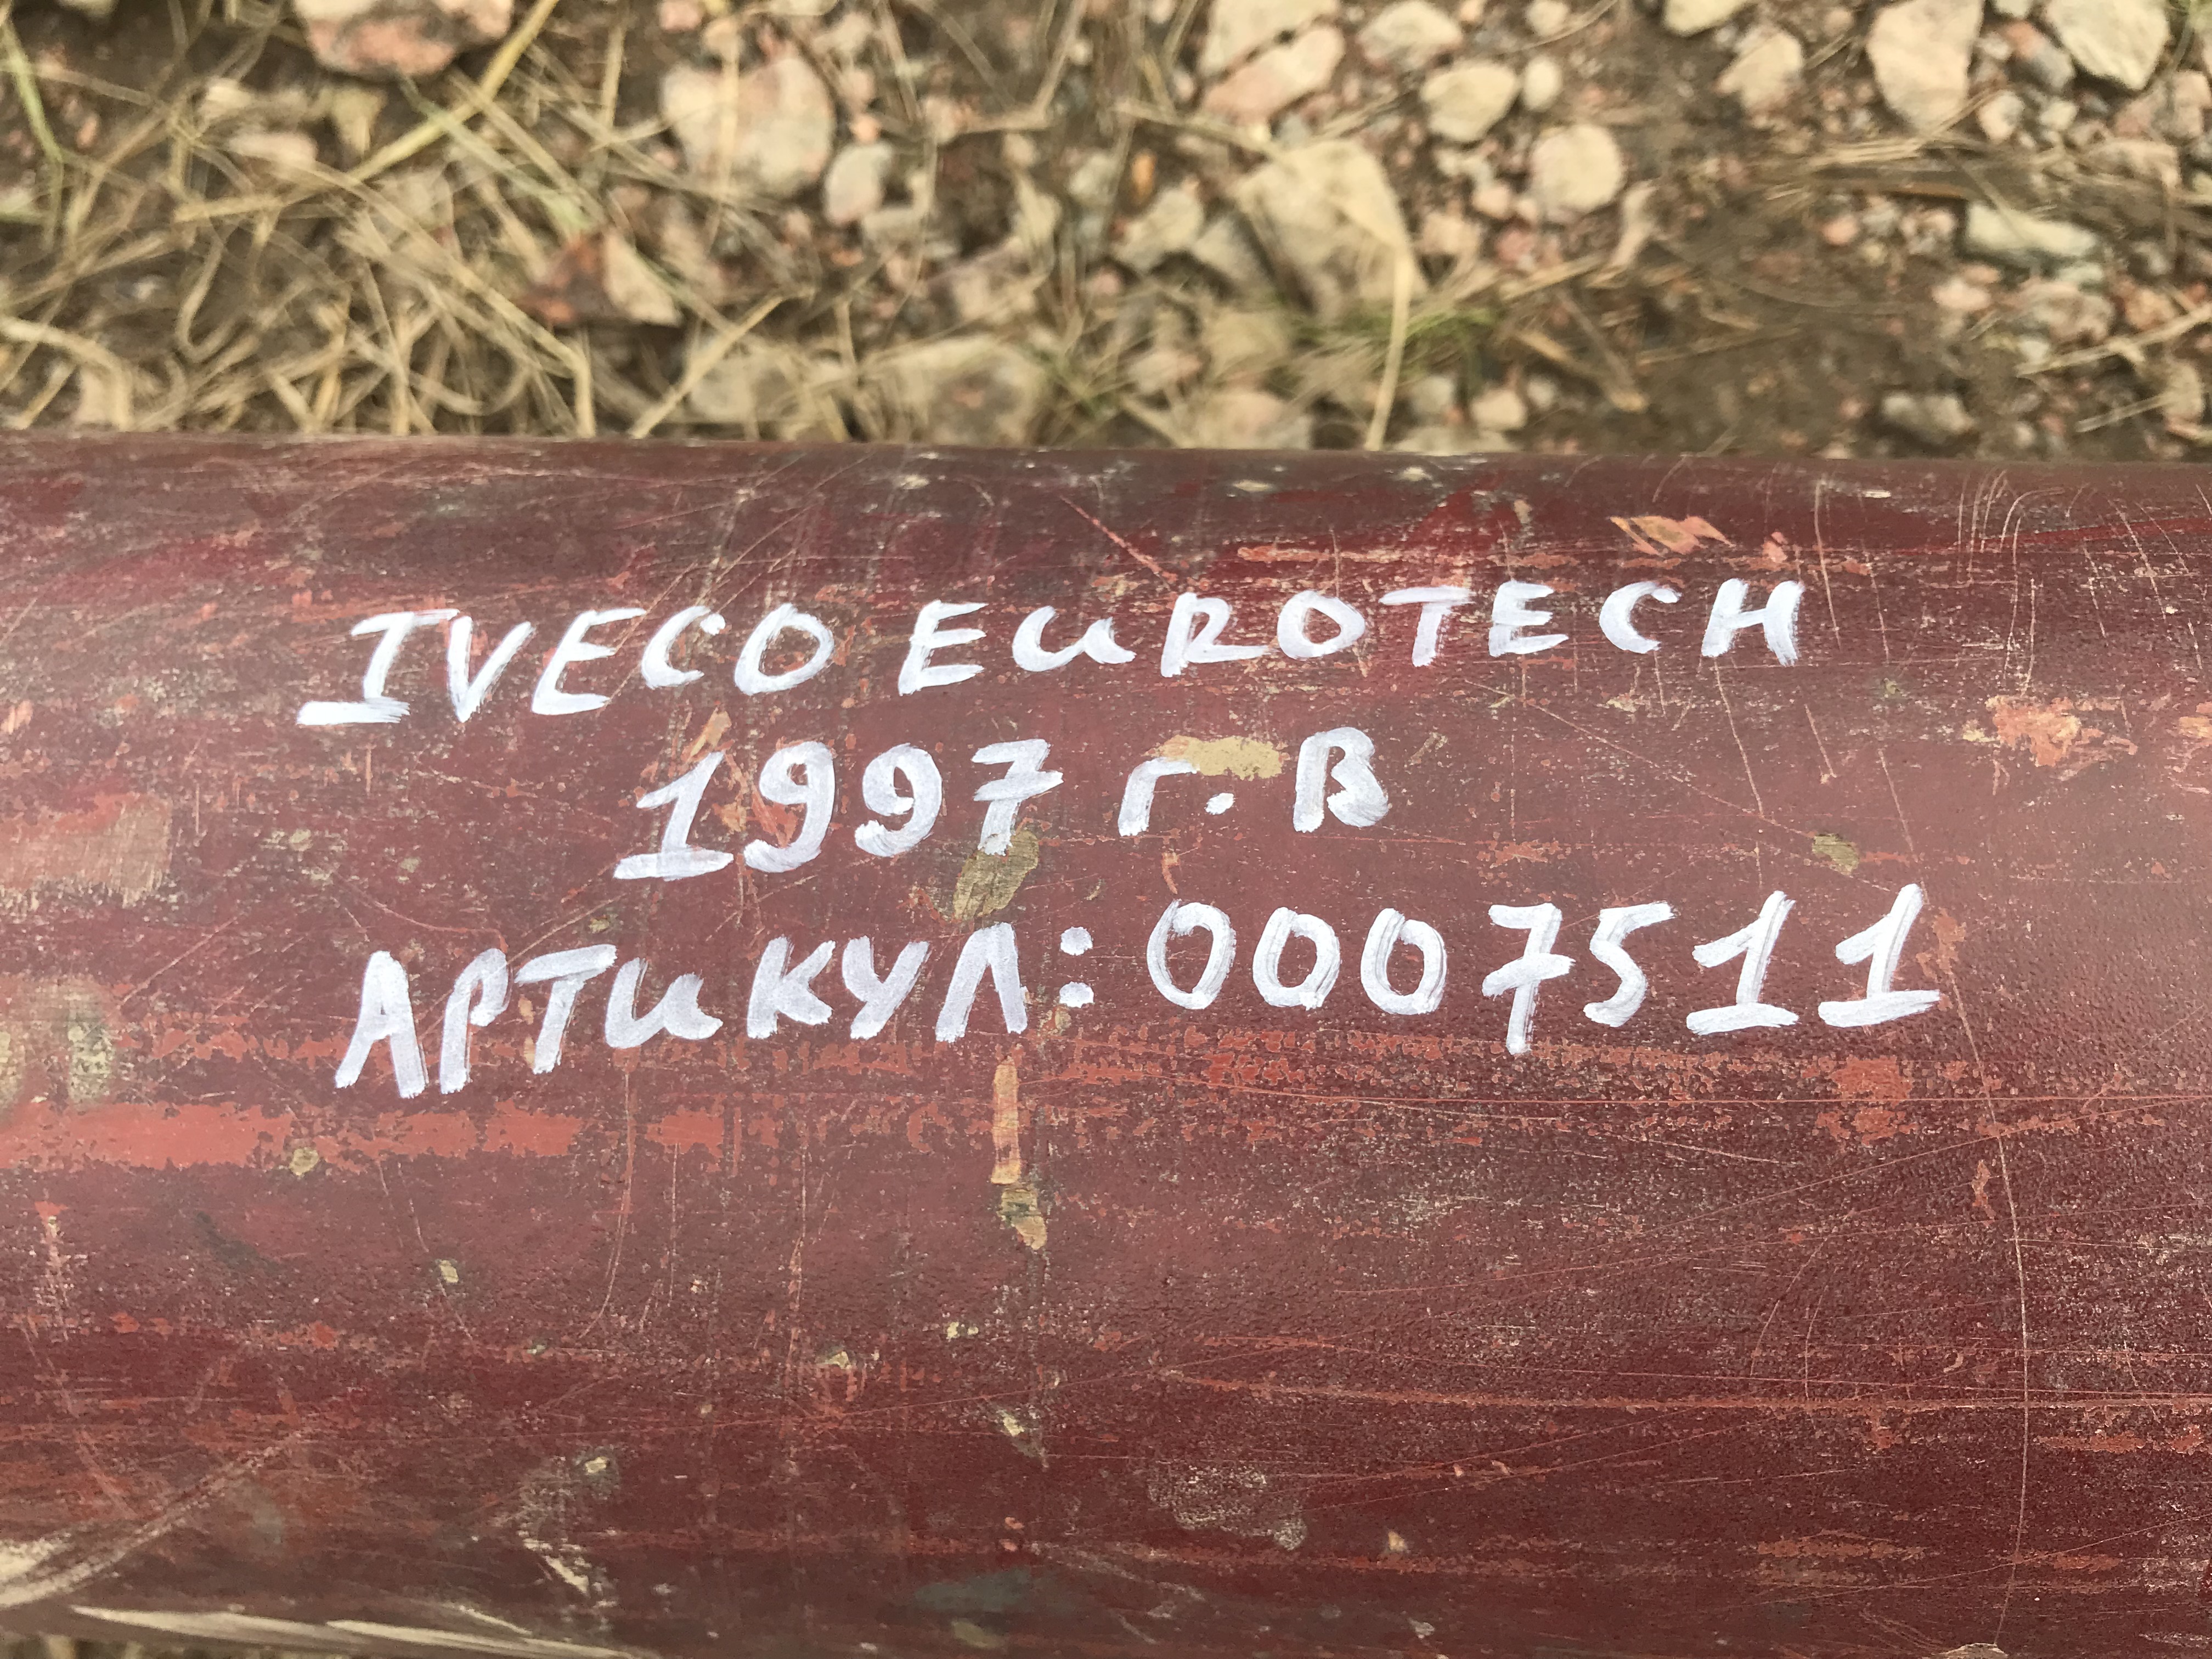 IVECO EUROTECH
1997 г. В
АРТИКУЛ: 0007511